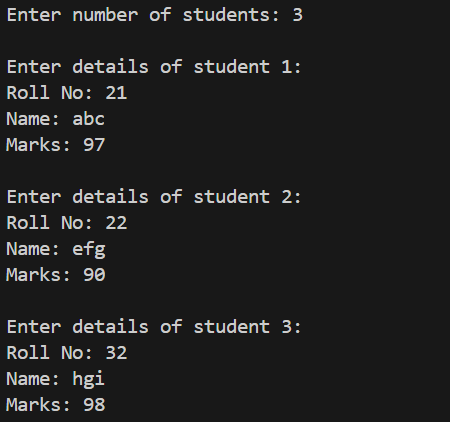 Enter number of students: 3
Enter details of student 1:
Roll No: 21
Name: abc
Marks: 97
Enter details of student 2:
Roll No: 22
Name: efg
Marks: 90
Enter details of student 3:
Roll No: 32
Name: hgi
Marks: 98